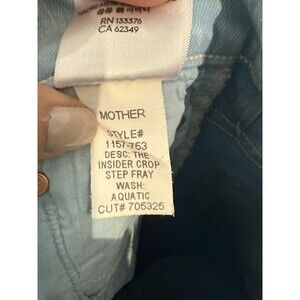 RN 133376
CA 62349
MOTHER
STYLE#
1157-753
DESC: THE
INSIDER CROP
STEP FRAY
WASH:
AQUATIC
CUT# 705325